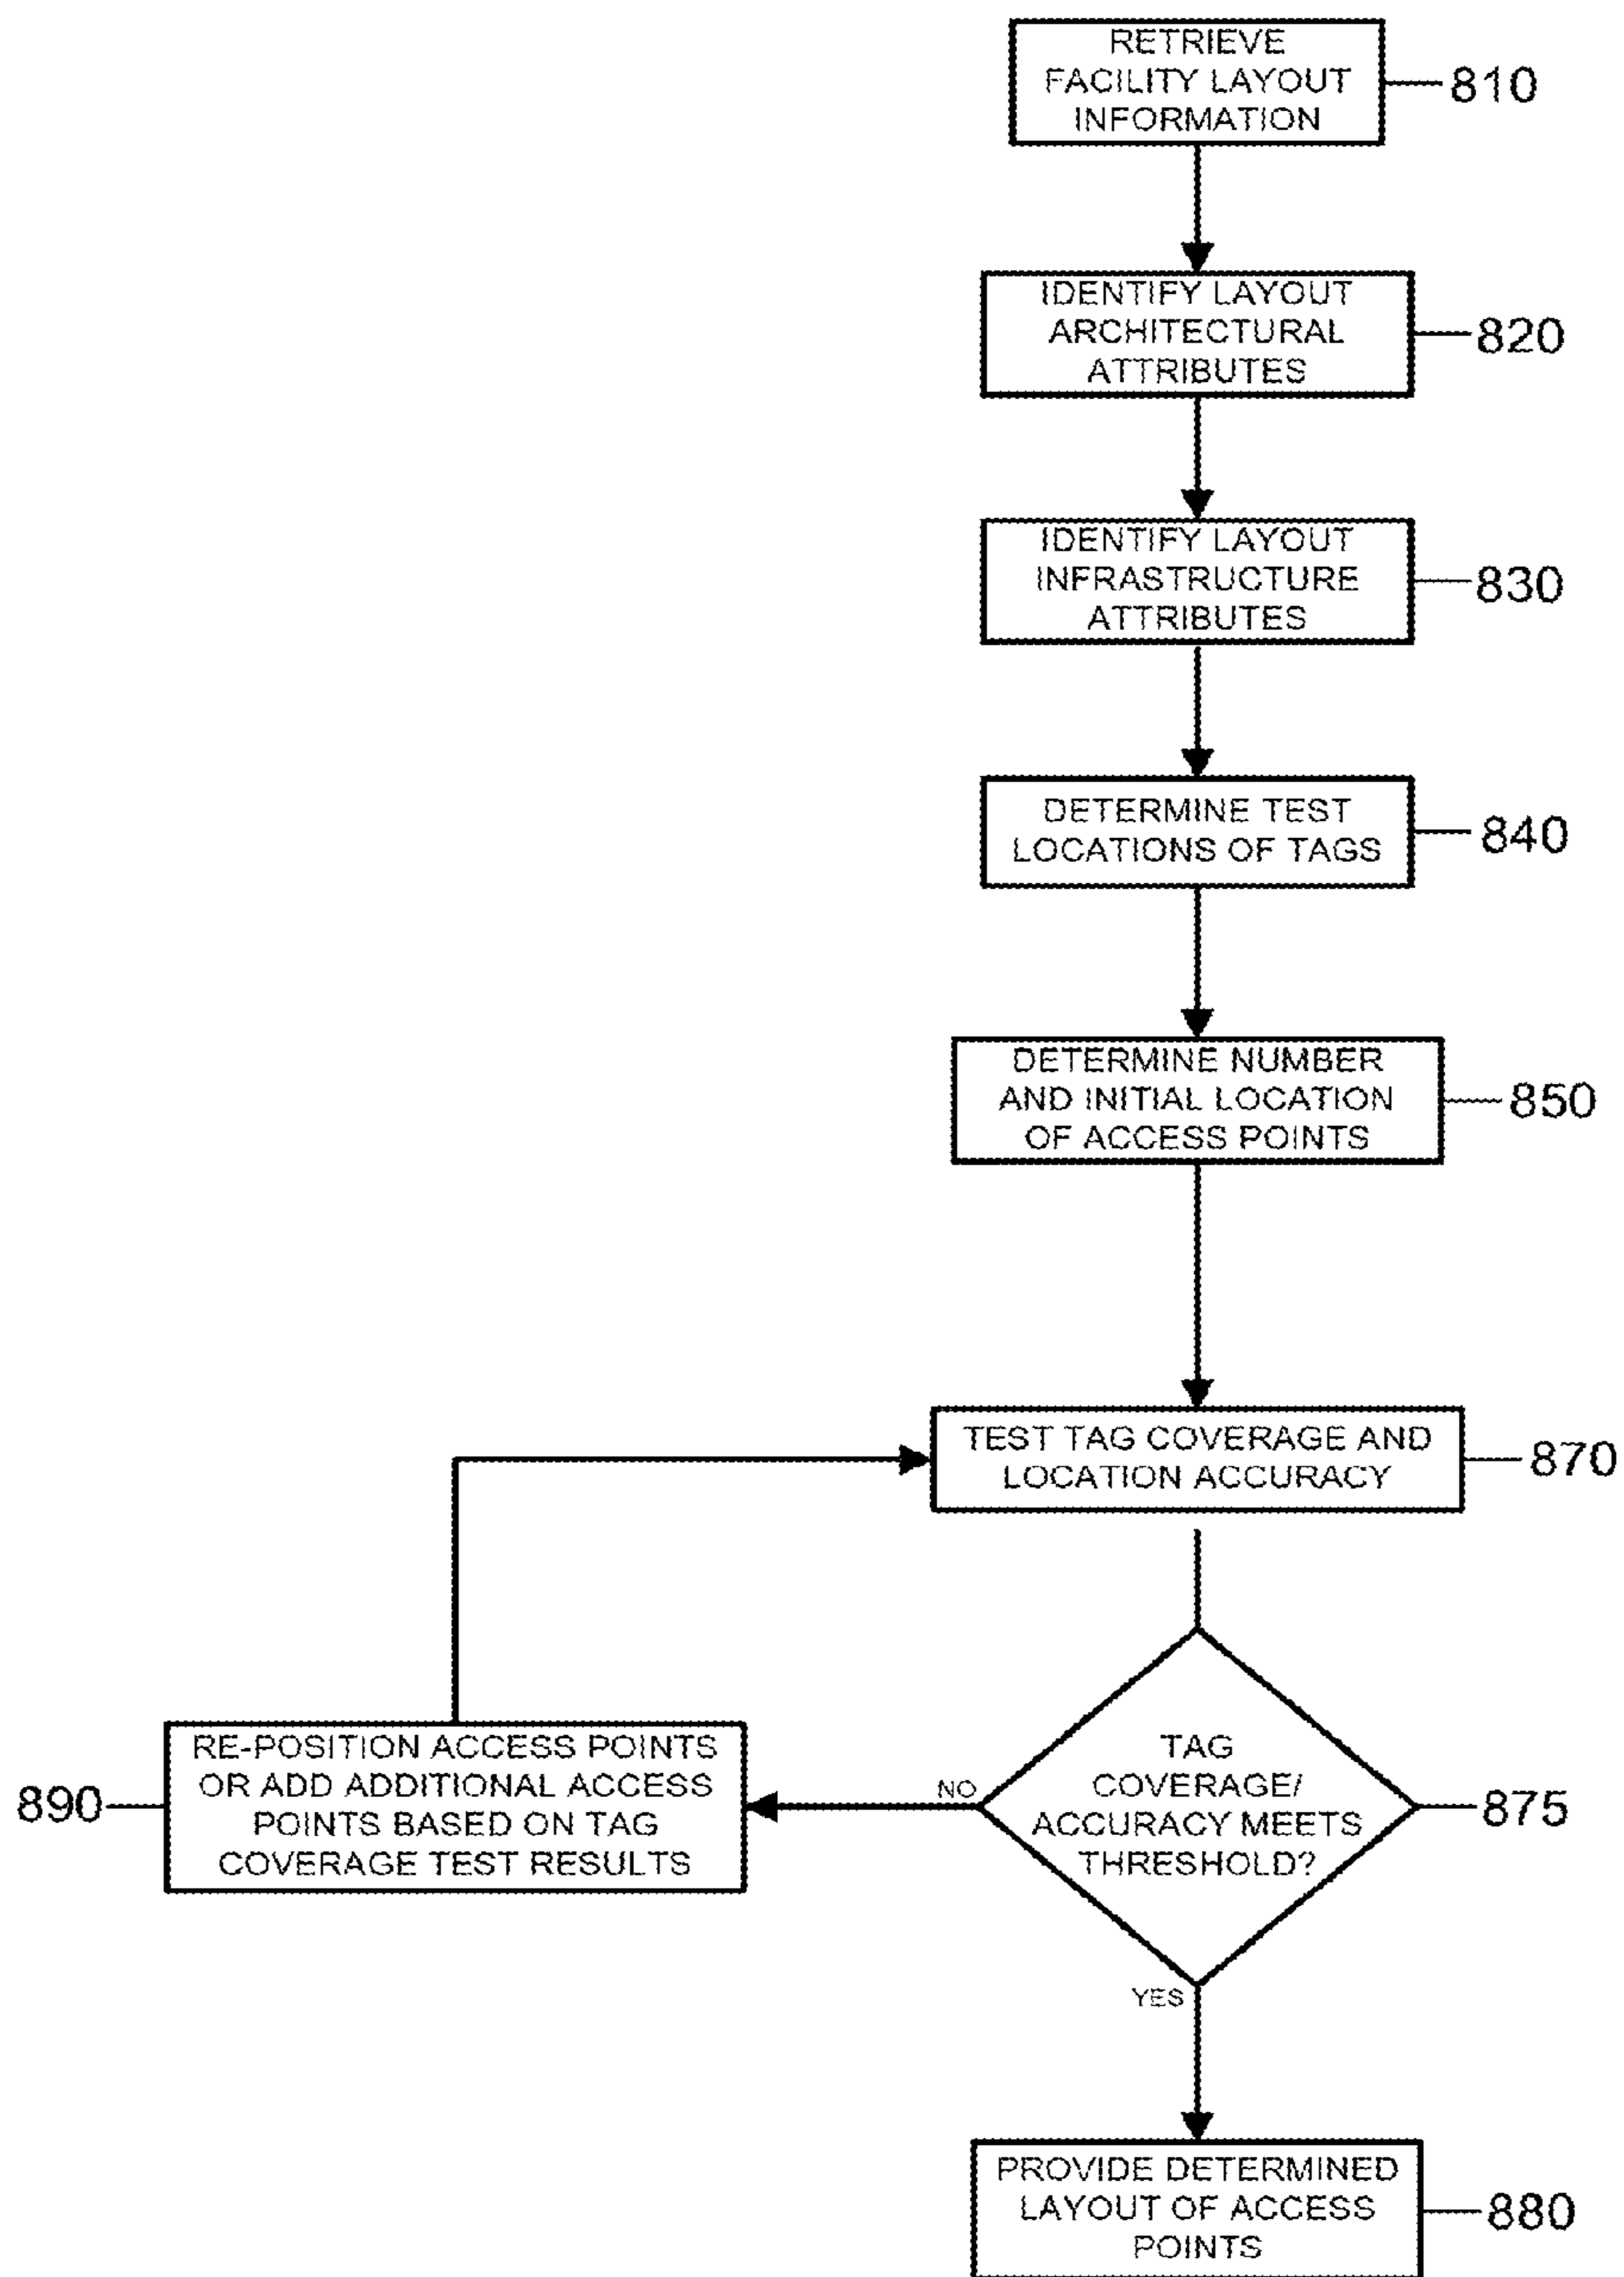 RETRIEVE
FACILITY LAYOUT
INFORMATION
810
IDENTIFY LAYOUT
ARCHITECTURAL
ATTRIBUTES
820
IDENTIFY LAYOUT
INFRASTRUCTURE
ATTRIBUTES
830
DETERMINE TEST
LOCATIONS OF TAGS
840
DETERMINE NUMBER
AND INITIAL LOCATION
OF ACCESS POINTS
850
TEST TAG COVERAGE AND
LOCATION ACCURACY
870
TAG
COVERAGE/
ACCURACY MEETS
THRESHOLD?
875
NO
RE-POSITION ACCESS POINTS
OR ADD ADDITIONAL ACCESS
POINTS BASED ON TAG
COVERAGE TEST RESULTS
890
YES
PROVIDE DETERMINED
LAYOUT OF ACCESS
POINTS
880